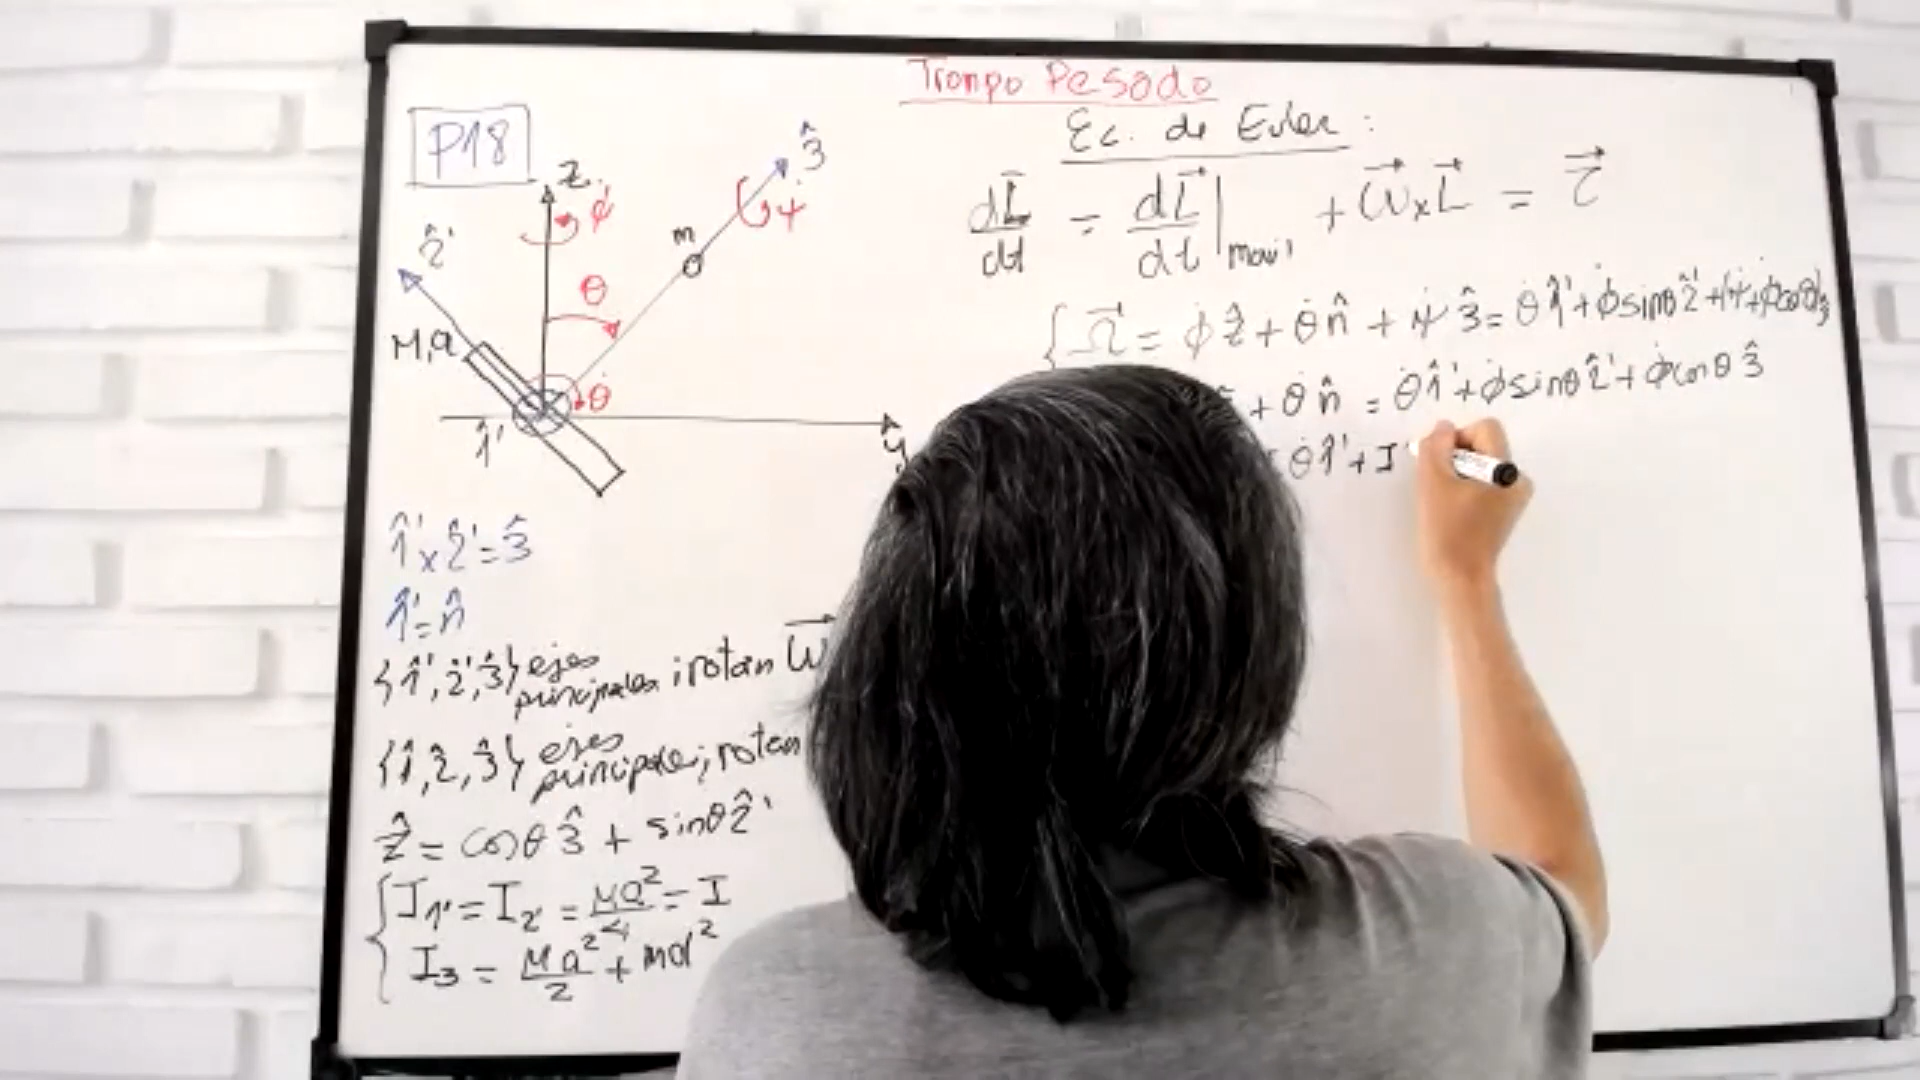 Trompo Pesado
P18
z
φ̇
3̂
ψ̇
2̂'
m
θ
M,a
θ̇
1̂'
y
1̂' x 2̂' = 3̂
1̂' = n̂
{1̂', 2̂', 3̂} ejes principales; rotan W
{1̂, 2̂, 3̂} ejes principale; rotan
ẑ = cosθ 3̂ + sinθ 2̂'
I1' = I2' = Ma²/4 = I
I3 = Ma²/2 + md²
Ec. de Euler:
dL⃗/dt = dL⃗/dt| + ω⃗ x L⃗ = τ⃗
Ω⃗ = φ̇ ẑ + θ̇ n̂ + ψ̇ 3̂ = θ̇ 1̂' + φ̇ sinθ 2̂' + (ψ̇ + φ̇ cosθ) 3̂
+ θ̇ n̂ = θ̇ 1̂' + φ̇ sinθ 2̂' + φ̇ cosθ 3̂
θ̇ 1̂' + I